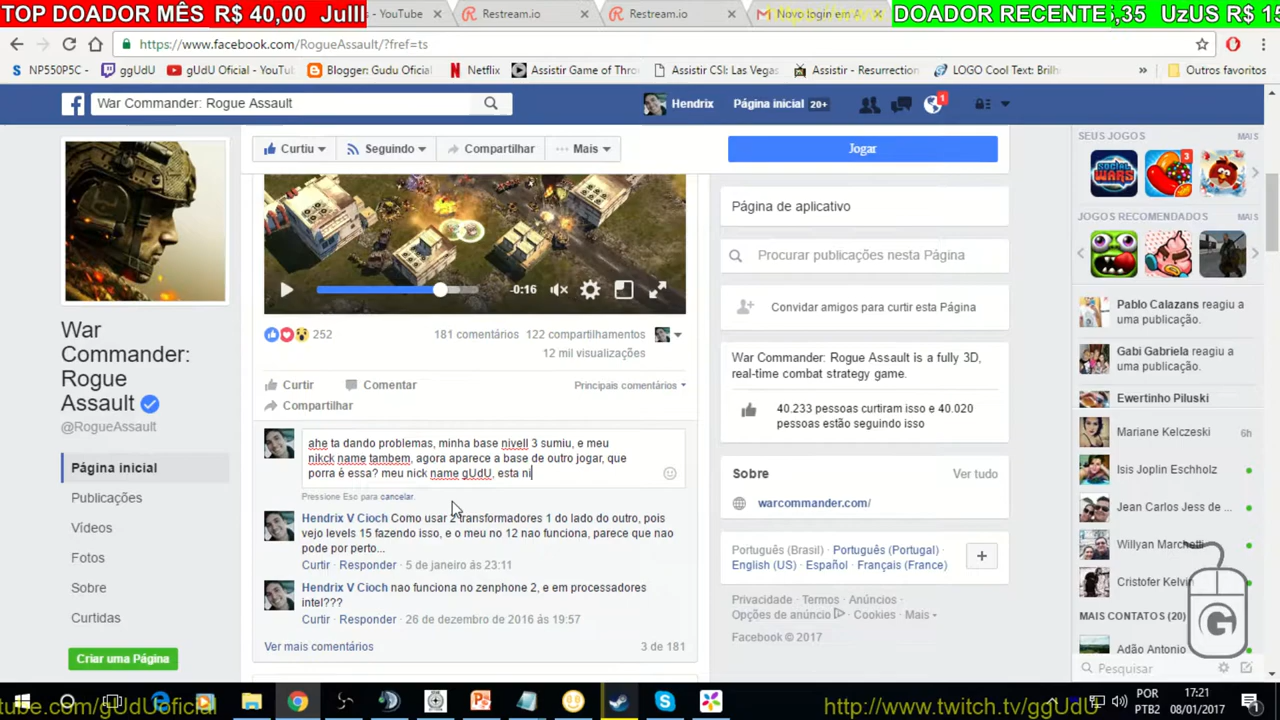 TOP DOADOR MÊS R$ 40,00 Julll
- YouTube
Restream.io
Restream.io
Novo login em A
DOADOR RECENTE 5,35 UzUS R$ 15
https://www.facebook.com/RogueAssault/?fref=ts
NP550P5C -
ggUdU
gUdU Oficial - YouTu
Blogger: Gudu Oficial
Netflix
Assistir Game of Thro
Assistir CSI: Las Vegas
Assistir - Resurrection
LOGO Cool Text: Brilh
»
Outros favoritos
War Commander: Rogue Assault
Hendrix
Página inicial 20+
1
Curtiu
Seguindo
Compartilhar
Mais
Jogar
SEUS JOGOS
MAIS
3
JOGOS RECOMENDADOS
MAIS
Página de aplicativo
Procurar publicações nesta Página
Convidar amigos para curtir esta Página
-0:16
252
181 comentários 122 compartilhamentos
12 mil visualizações
Curtir
Comentar
Principais comentários
Compartilhar
War
Commander:
Rogue
Assault
@RogueAssault
Página inicial
Publicações
Vídeos
Fotos
Sobre
Curtidas
Criar uma Página
ahe ta dando problemas, minha base nivell 3 sumiu, e meu
nikck name tambem, agora aparece a base de outro jogar, que
porra è essa? meu nick name gUdU, esta ni
Pressione Esc para cancelar.
Hendrix V Cioch Como usar 2 transformadores 1 do lado do outro, pois
vejo levels 15 fazendo isso, e o meu no 12 nao funciona, parece que nao
pode por perto...
Curtir · Responder · 5 de janeiro às 23:11
Hendrix V Cioch nao funciona no zenphone 2, e em processadores
intel???
Curtir · Responder · 26 de dezembro de 2016 às 19:57
Ver mais comentários
3 de 181
War Commander: Rogue Assault is a fully 3D,
real-time combat strategy game.
40.233 pessoas curtiram isso e 40.020
pessoas estão seguindo isso
Sobre
Ver tudo
warcommander.com/
Português (Brasil) · Português (Portugal) ·
English (US) · Español · Français (France)
Privacidade · Termos · Anúncios ·
Opções de anúncio · Cookies · Mais
Facebook © 2017
Pablo Calazans reagiu a
uma publicação.
Gabi Gabriela reagiu a
uma publicação.
Ewertinho Piluski
Mariane Kelczeski
6h
Isis Joplin Eschholz
Jean Carlos Jess de ...
Willyan Marchetti
Cristofer Kelvin
MAIS CONTATOS (20)
Adão Antonio
Pesquisar
G
tube.com/gUdUoficial
http://www.twitch.tv/ggUdU
POR
PTB2
17:21
08/01/2017
1